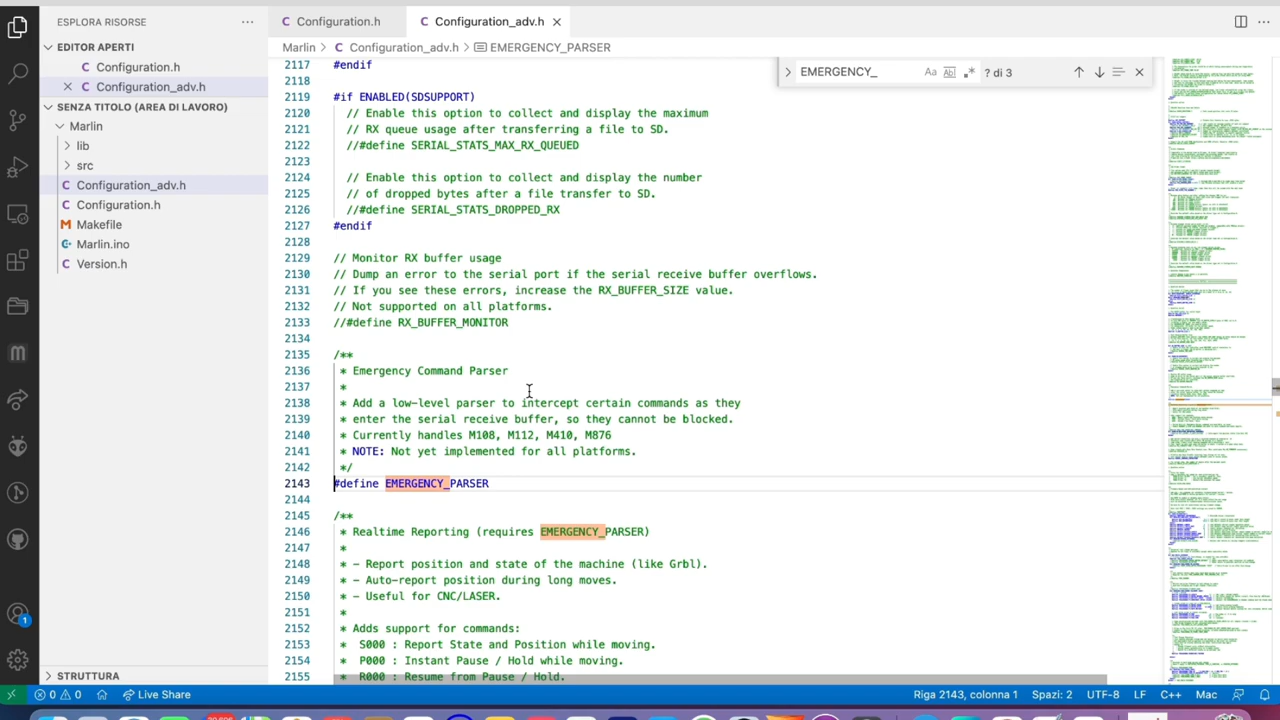 ESPLORA RISORSE
EDITOR APERTI
Configuration.h
Configuration_adv.h
SENZA TITOLO (AREA DI LAVORO)
Marlin
Configuration_adv.h
Configuration.h
Makefile
Marlin.ino
Version.h
1
Configuration.h
Configuration_adv.h
Marlin > Configuration_adv.h > EMERGENCY_PARSER
EMERGENCY_
? di 3
2117 #endif
2118
2119 #if ENABLED(SDSUPPORT)
2120 // Enable this option to collect and display the maximum
2121 // RX queue usage after transferring a file to SD.
2122 //#define SERIAL_STATS_MAX_RX_QUEUED
2123
2124 // Enable this option to collect and display the number
2125 // of dropped bytes after a file transfer to SD.
2126 //#define SERIAL_STATS_DROPPED_RX
2127 #endif
2128
2129 // Monitor RX buffer usage
2130 // Dump an error to the serial port if the serial receive buffer overflows.
2131 // If you see these errors, increase the RX_BUFFER_SIZE value.
2132 // Not supported on all platforms.
2133 //#define RX_BUFFER_MONITOR
2134
2135 /**
2136 * Emergency Command Parser
2137 *
2138 * Add a low-level parser to intercept certain commands as they
2139 * enter the serial receive buffer, so they cannot be blocked.
2140 * Currently handles M108, M112, M410, M876
2141 * NOTE: Not yet implemented for all platforms.
2142 */
2143 #define EMERGENCY_PARSER
2144
2145 /**
2146 * Realtime Reporting (requires EMERGENCY_PARSER)
2147 *
2148 * - Report position and state of the machine (like Grbl).
2149 * - Auto-report position during long moves.
2150 * - Useful for CNC/LASER.
2151 *
2152 * Adds support for commands:
2153 * S000 : Report State and Position while moving.
2154 * P000 : Instant Pause / Hold while moving.
2155 * R000 : Resume from Pause / Hold.
0
0
Live Share
Riga 2143, colonna 1
Spazi: 2
UTF-8
LF
C++
Mac